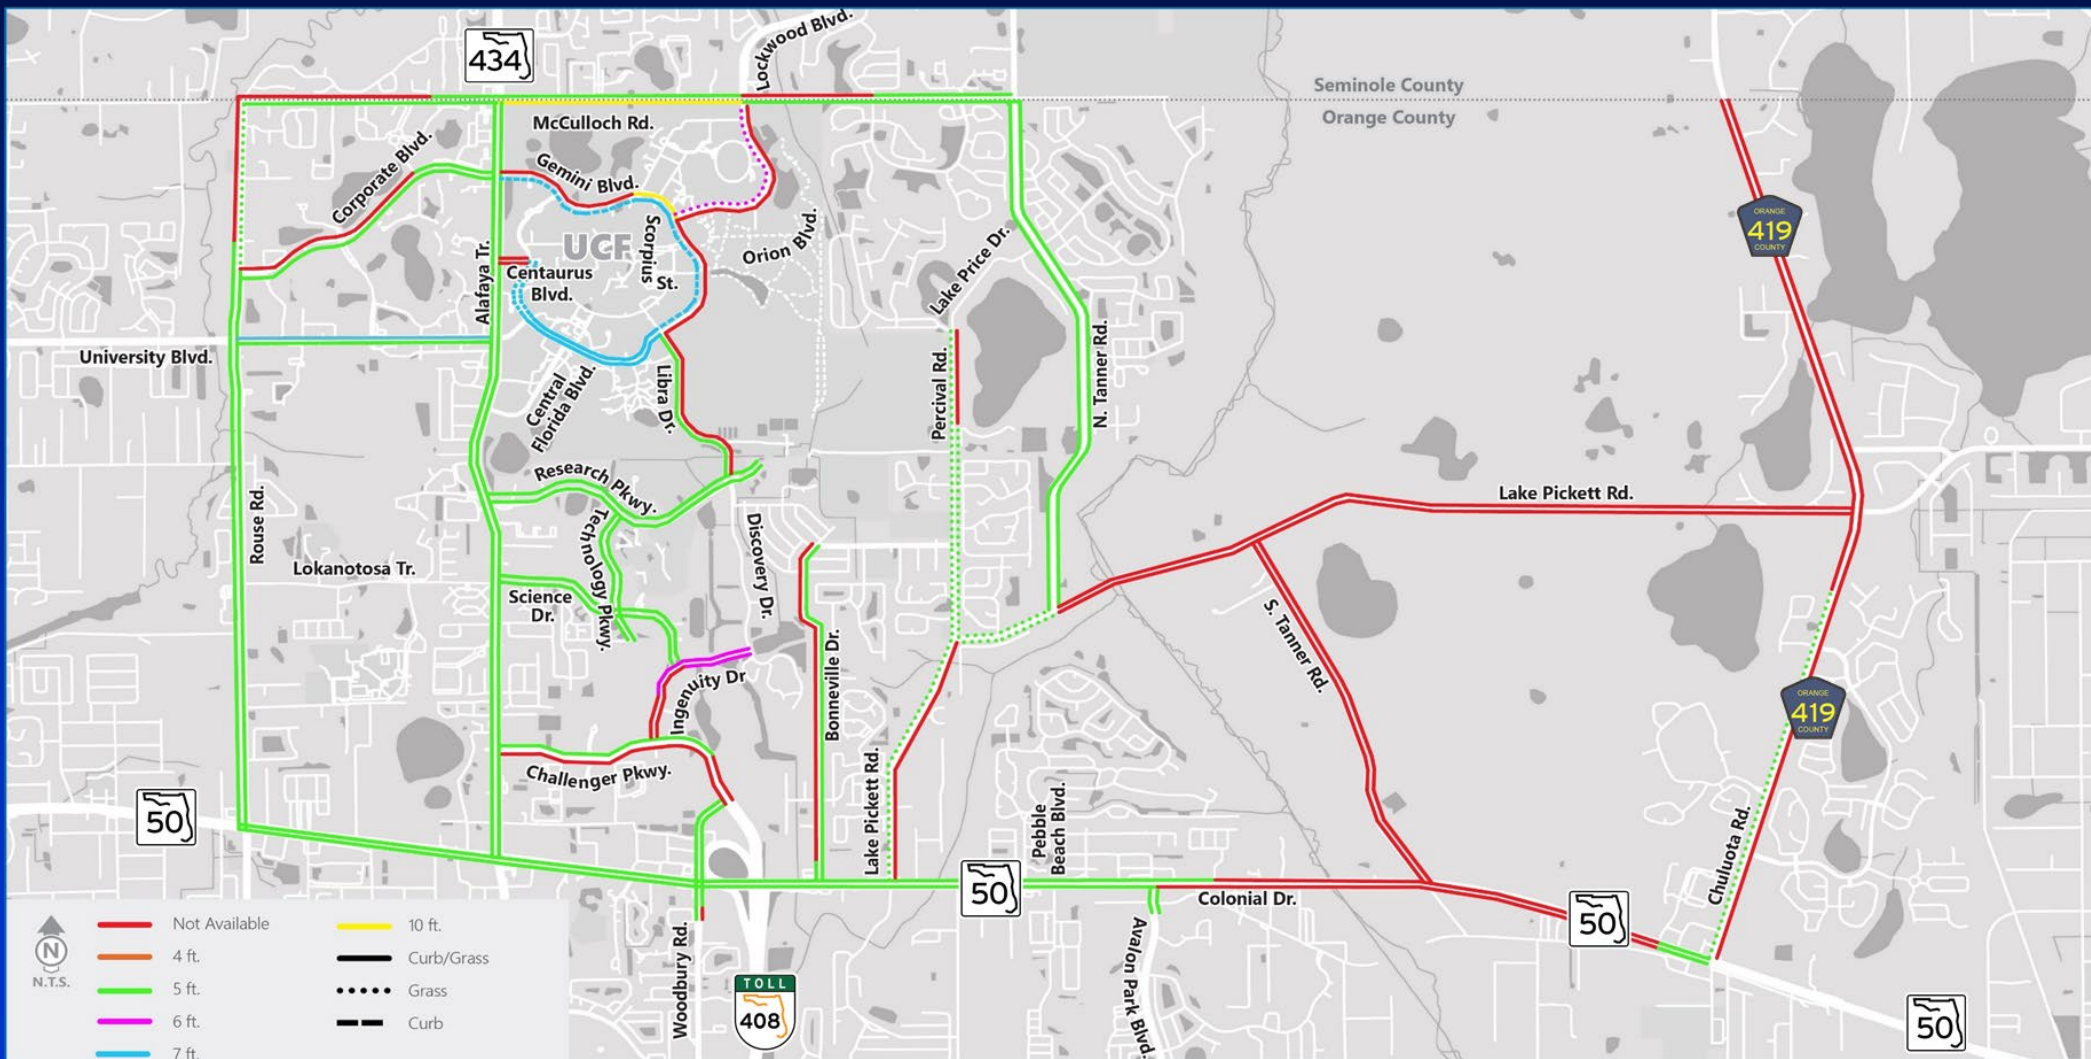 Lockwood Blvd.
434
Seminole County
Orange County
McCulloch Rd.
Corporate Blvd.
Gemini Blvd.
ORANGE
419
COUNTY
UCF
Scorpius
St.
Orion Blvd.
Lake Price Dr.
Alafaya Tr.
Centaurus
Blvd.
University Blvd.
Central
Florida Blvd.
Libra Dr.
Percival Rd.
N. Tanner Rd.
Research Pkwy.
Lake Pickett Rd.
Rouse Rd.
Technology Pkwy.
Discovery Dr.
Lokanotosa Tr.
Science
Dr.
S. Tanner Rd.
Bonneville Dr.
Ingenuity Dr
ORANGE
419
COUNTY
Challenger Pkwy.
50
Lake Pickett Rd.
Pebble
Beach Blvd.
Chuluota Rd.
50
Colonial Dr.
50
Woodbury Rd.
Avalon Park Blvd.
TOLL
408
50
N
N.T.S.
Not Available
4 ft.
5 ft.
6 ft.
7 ft.
10 ft.
Curb/Grass
Grass
Curb